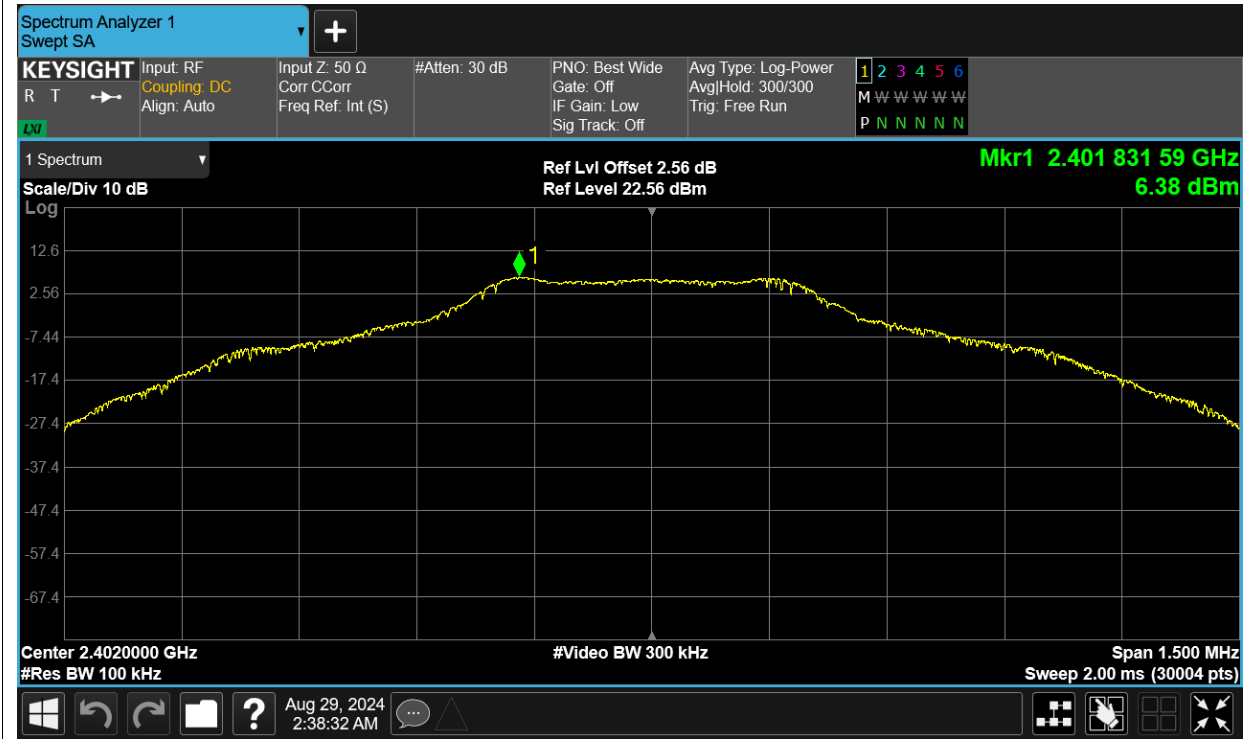 Spectrum Analyzer 1
Swept SA
KEYSIGHT
R T
LXI
Input: RF
Coupling: DC
Align: Auto
Input Z: 50 Ω
Corr CCorr
Freq Ref: Int (S)
#Atten: 30 dB
PNO: Best Wide
Gate: Off
IF Gain: Low
Sig Track: Off
Avg Type: Log-Power
Avg|Hold: 300/300
Trig: Free Run
1 2 3 4 5 6
M W W W W W
P N N N N N
1 Spectrum
Scale/Div 10 dB
Log
Ref Lvl Offset 2.56 dB
Ref Level 22.56 dBm
Mkr1 2.401 831 59 GHz
6.38 dBm
1
12.6
2.56
-7.44
-17.4
-27.4
-37.4
-47.4
-57.4
-67.4
Center 2.4020000 GHz
#Video BW 300 kHz
Span 1.500 MHz
#Res BW 100 kHz
Sweep 2.00 ms (30004 pts)
?
Aug 29, 2024
2:38:32 AM